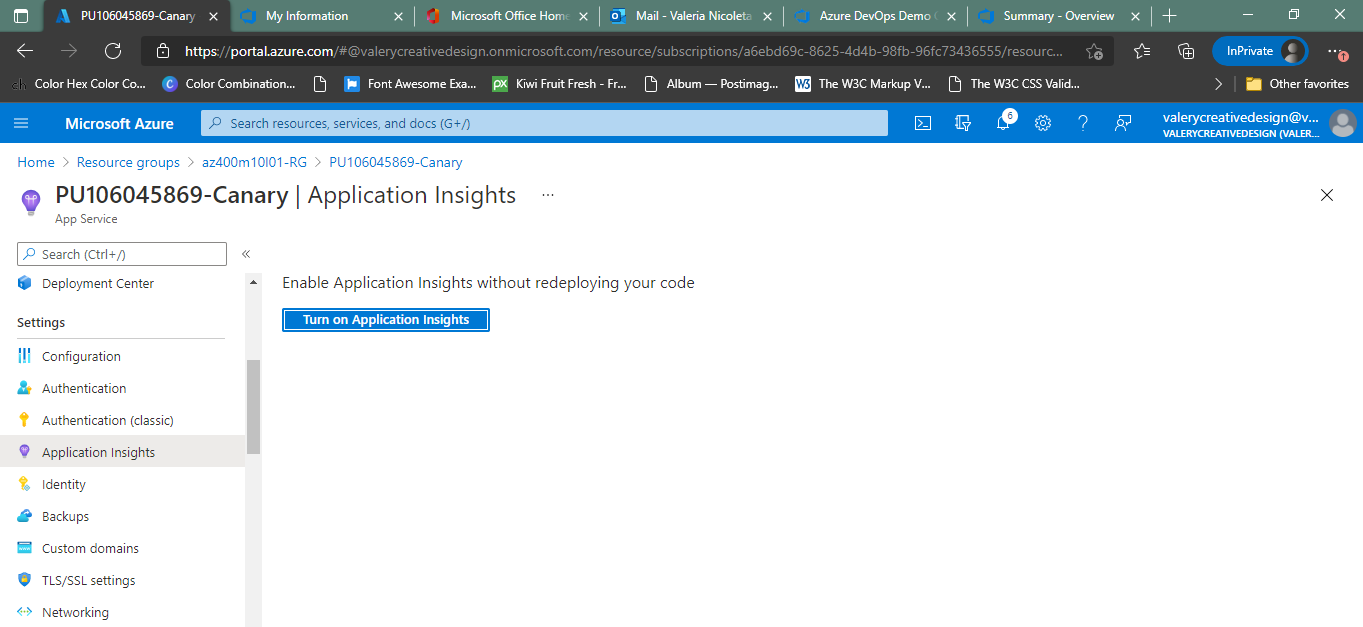 PU106045869-Canary
My Information
Microsoft Office Home
Mail - Valeria Nicoleta
Azure DevOps Demo
Summary - Overview
https://portal.azure.com/#@valerycreativedesign.onmicrosoft.com/resource/subscriptions/a6ebd69c-8625-4d4b-98fb-96fc73436555/resourc...
InPrivate
Color Hex Color Co...
Color Combination...
Font Awesome Exa...
Kiwi Fruit Fresh - Fr...
Album — Postimag...
The W3C Markup V...
The W3C CSS Valid...
Other favorites
Microsoft Azure
Search resources, services, and docs (G+/)
6
valerycreativedesign@v...
VALERYCREATIVEDESIGN (VALER...
Home > Resource groups > az400m10l01-RG > PU106045869-Canary
PU106045869-Canary | Application Insights ...
App Service
Search (Ctrl+/)
«
Deployment Center
Enable Application Insights without redeploying your code
Turn on Application Insights
Settings
Configuration
Authentication
Authentication (classic)
Application Insights
Identity
Backups
Custom domains
TLS/SSL settings
Networking